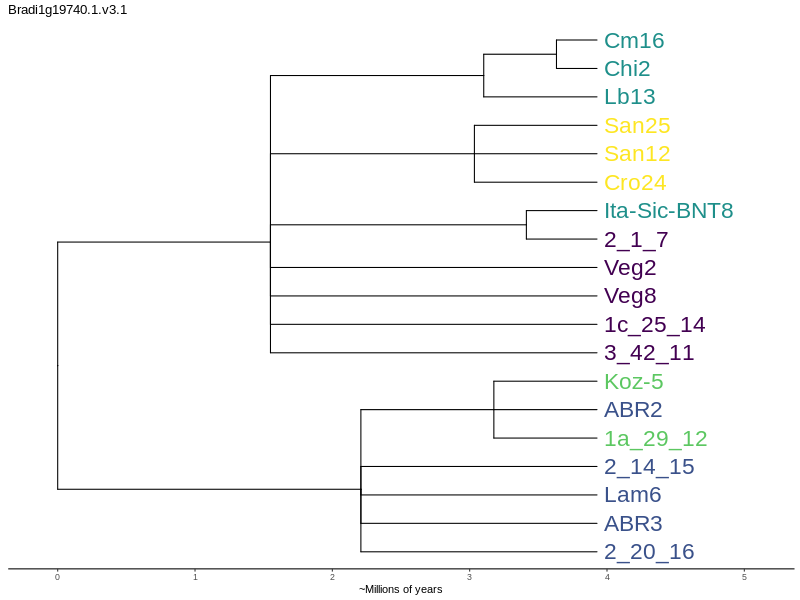 Bradi1g19740.1.v3.1
Cm16
Chi2
Lb13
San25
San12
Cro24
Ita-Sic-BNT8
2_1_7
Veg2
Veg8
1c_25_14
3_42_11
Koz-5
ABR2
1a_29_12
2_14_15
Lam6
ABR3
2_20_16
0 1 2 3 4 5
~Millions of years